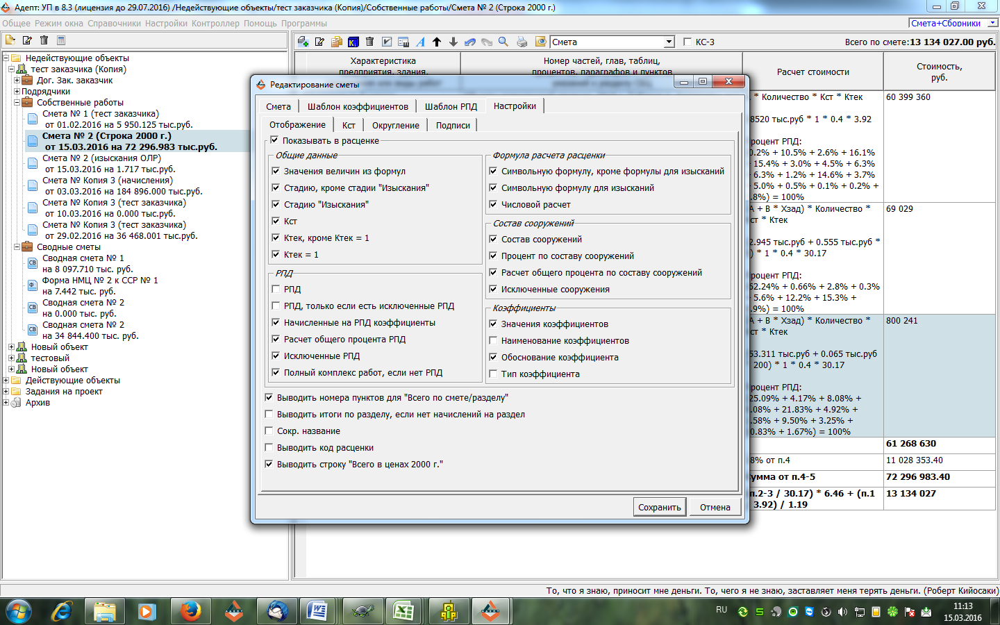 Адепт: УП в 8.3 (лицензия до 29.07.2016) /Недействующие объекты/тест заказчика (Копия)/Собственные работы/Смета № 2 (Строка 2000 г.)
Общее Режим окна Справочники Настройки Контроллер Помощь Программы
Смета+Сборники
Смета
КС-3
Всего по смете:13 134 027.00 руб.
Недействующие объекты
тест заказчика (Копия)
Дог. Зак. заказчик
Подрядчики
Собственные работы
Смета № 1 (тест заказчика)
от 01.02.2016 на 5 950.125 тыс.руб.
Смета № 2 (Строка 2000 г.)
от 15.03.2016 на 72 296.983 тыс.руб.
Смета № 2 (изыскания ОЛР)
от 15.03.2016 на 1.717 тыс.руб.
Смета № Копия 3 (начисления)
от 03.03.2016 на 184 896.000 тыс.руб.
Смета № Копия 3 (тест заказчика)
от 10.03.2016 на 0.000 тыс.руб.
Смета № Копия 3 (тест заказчика)
от 29.02.2016 на 36 468.001 тыс.руб.
Сводные сметы
Сводная смета № 1
на 8 097.710 тыс. руб.
Форма НМЦ № 2 к ССР № 1
на 7.442 тыс. руб.
Сводная смета № 2
на 0.000 тыс. руб.
Сводная смета № 2
на 34 844.400 тыс. руб.
Новый объект
тестовый
Новый объект
Действующие объекты
Задания на проект
Архив
Характеристика
предприятия, здания,
Номер частей, глав, таблиц,
процентов, параграфов и пунктов
Расчет стоимости
Стоимость,
руб.
Редактирование сметы
Смета
Шаблон коэффициентов
Шаблон РПД
Настройки
Отображение
Кст
Округление
Подписи
Показывать в расценке
Общие данные
Значения величин из формул
Стадию, кроме стадии "Изыскания"
Стадию "Изыскания"
Кст
Ктек, кроме Ктек = 1
Ктек = 1
РПД
РПД
РПД, только если есть исключенные РПД
Начисленные на РПД коэффициенты
Расчет общего процента РПД
Исключенные РПД
Полный комплекс работ, если нет РПД
Формула расчета расценки
Символьную формулу, кроме формулы для изысканий
Символьную формулу для изысканий
Числовой расчет
Состав сооружений
Состав сооружений
Процент по составу сооружений
Расчет общего процента по составу сооружений
Исключенные сооружения
Коэффициенты
Значения коэффициентов
Наименование коэффициентов
Обоснование коэффициента
Тип коэффициента
Выводить номера пунктов для "Всего по смете/разделу"
Выводить итоги по разделу, если нет начислений на раздел
Сокр. название
Выводить код расценки
Выводить строку "Всего в ценах 2000 г."
Сохранить
Отмена
* Количество * Кст * Ктек
60 399 360
8520 тыс.руб * 1 * 0.4 * 3.92
роцент РПД:
0.2% + 10.5% + 2.6% + 16.1%
+ 15.4% + 3.0% + 4.5% + 6.3%
+ 6.3% + 1.2% + 14.6% + 3.7%
+ 5.0% + 0.5% + 0.1% + 0.2% +
.8%) = 100%
A + B * Xзад) * Количество *
ст * Ктек
69 029
2.945 тыс.руб + 0.555 тыс.руб *
) * 1 * 0.4 * 30.17
роцент РПД:
52.24% + 0.66% + 2.8% + 0.3%
+ 5.6% + 12.2% + 15.3% +
.9%) = 100%
A + B * Xзад) * Количество *
ст * Ктек
800 241
53.311 тыс.руб + 0.065 тыс.руб
* 200) * 1 * 0.4 * 30.17
роцент РПД:
25.09% + 4.17% + 8.08% +
.08% + 21.83% + 4.92% +
.58% + 9.50% + 3.25% +
0.83% + 1.67%) = 100%
61 268 630
8% от п.4
11 028 353.40
умма от п.4-5
72 296 983.40
п.2-3 / 30.17) * 6.46 + (п.1
3.92) / 1.19
13 134 027
То, что я знаю, приносит мне деньги. То, чего я не знаю, заставляет меня терять деньги. (Роберт Кийосаки)
RU
11:13
15.03.2016